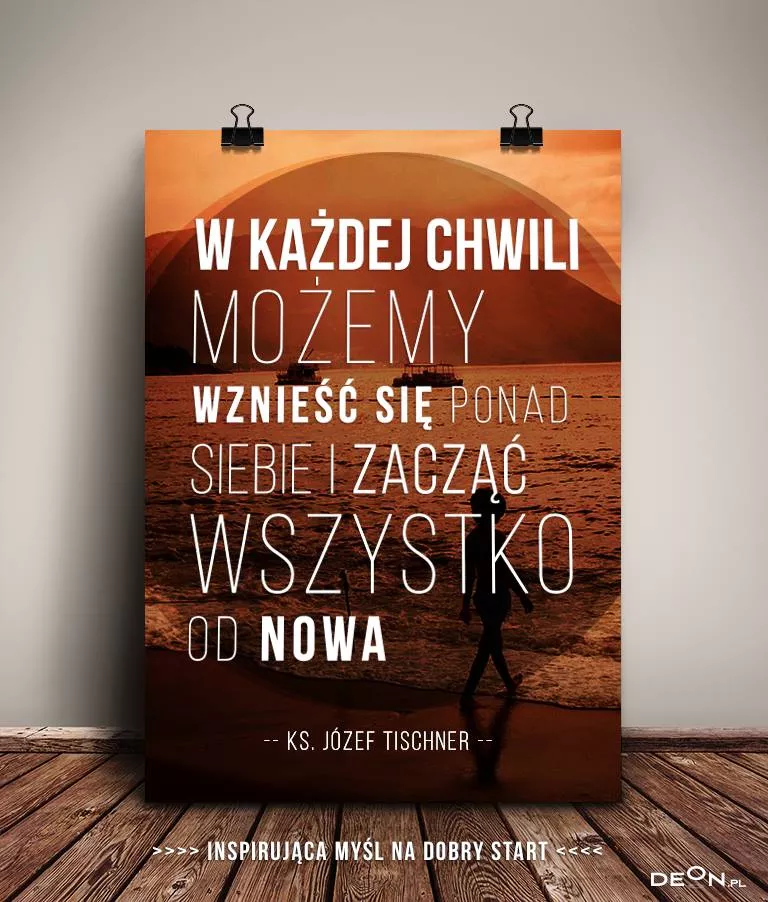 W KAŻDEJ CHWILI
MOŻEMY
WZNIEŚĆ SIĘ PONAD
SIEBIE I ZACZĄĆ
WSZYSTKO
OD NOWA
-- KS. JÓZEF TISCHNER --
>>>> INSPIRUJĄCA MYŚL NA DOBRY START <<<<
DEON.PL